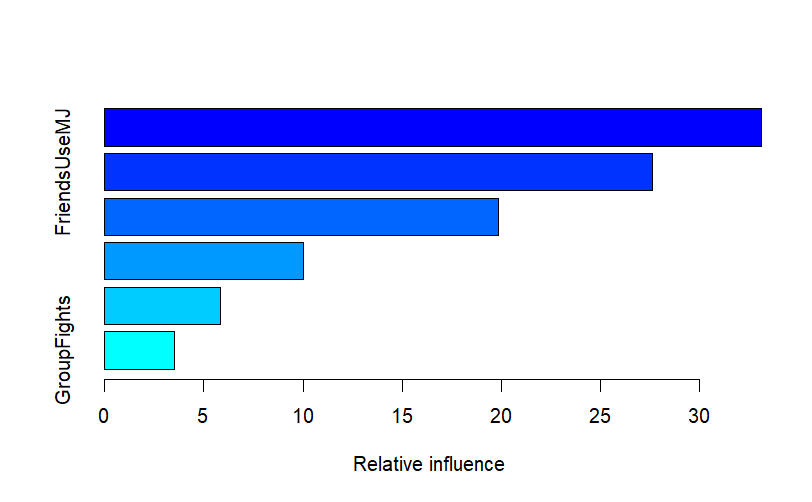 FriendsUseMJ
GroupFights
0 5 10 15 20 25 30
Relative influence